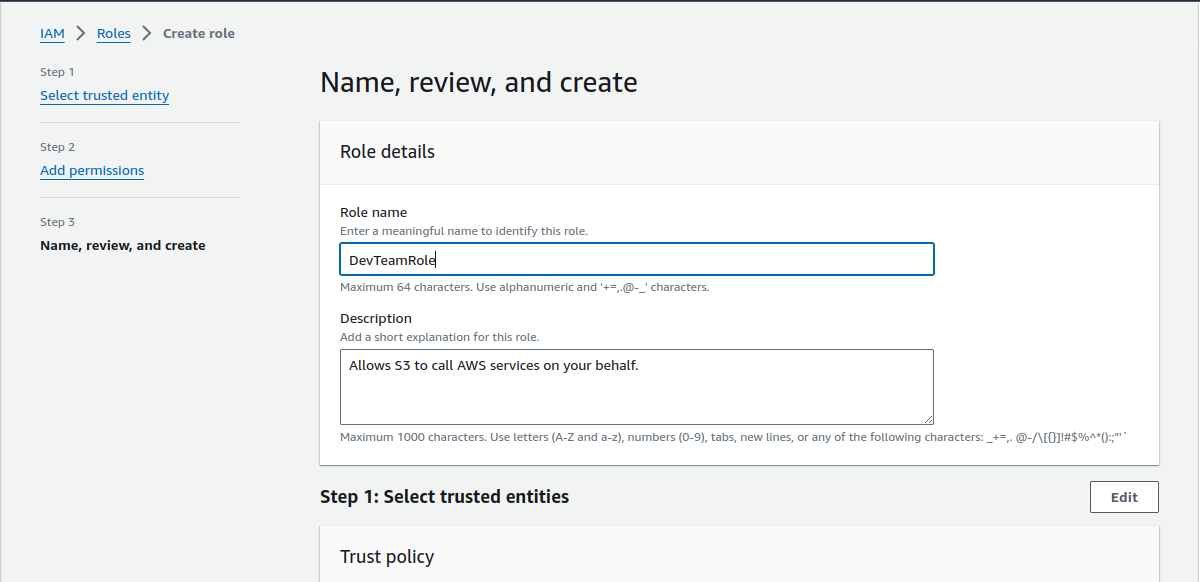 IAM > Roles > Create role
Step 1
Select trusted entity
Step 2
Add permissions
Step 3
Name, review, and create
Name, review, and create
Role details
Role name
Enter a meaningful name to identify this role.
DevTeamRole
Maximum 64 characters. Use alphanumeric and '+=,.@-_' characters.
Description
Add a short explanation for this role.
Allows S3 to call AWS services on your behalf.
Maximum 1000 characters. Use letters (A-Z and a-z), numbers (0-9), tabs, new lines, or any of the following characters: _+=,. @-/\[{}]!#$%^*();:"'`
Step 1: Select trusted entities
Edit
Trust policy